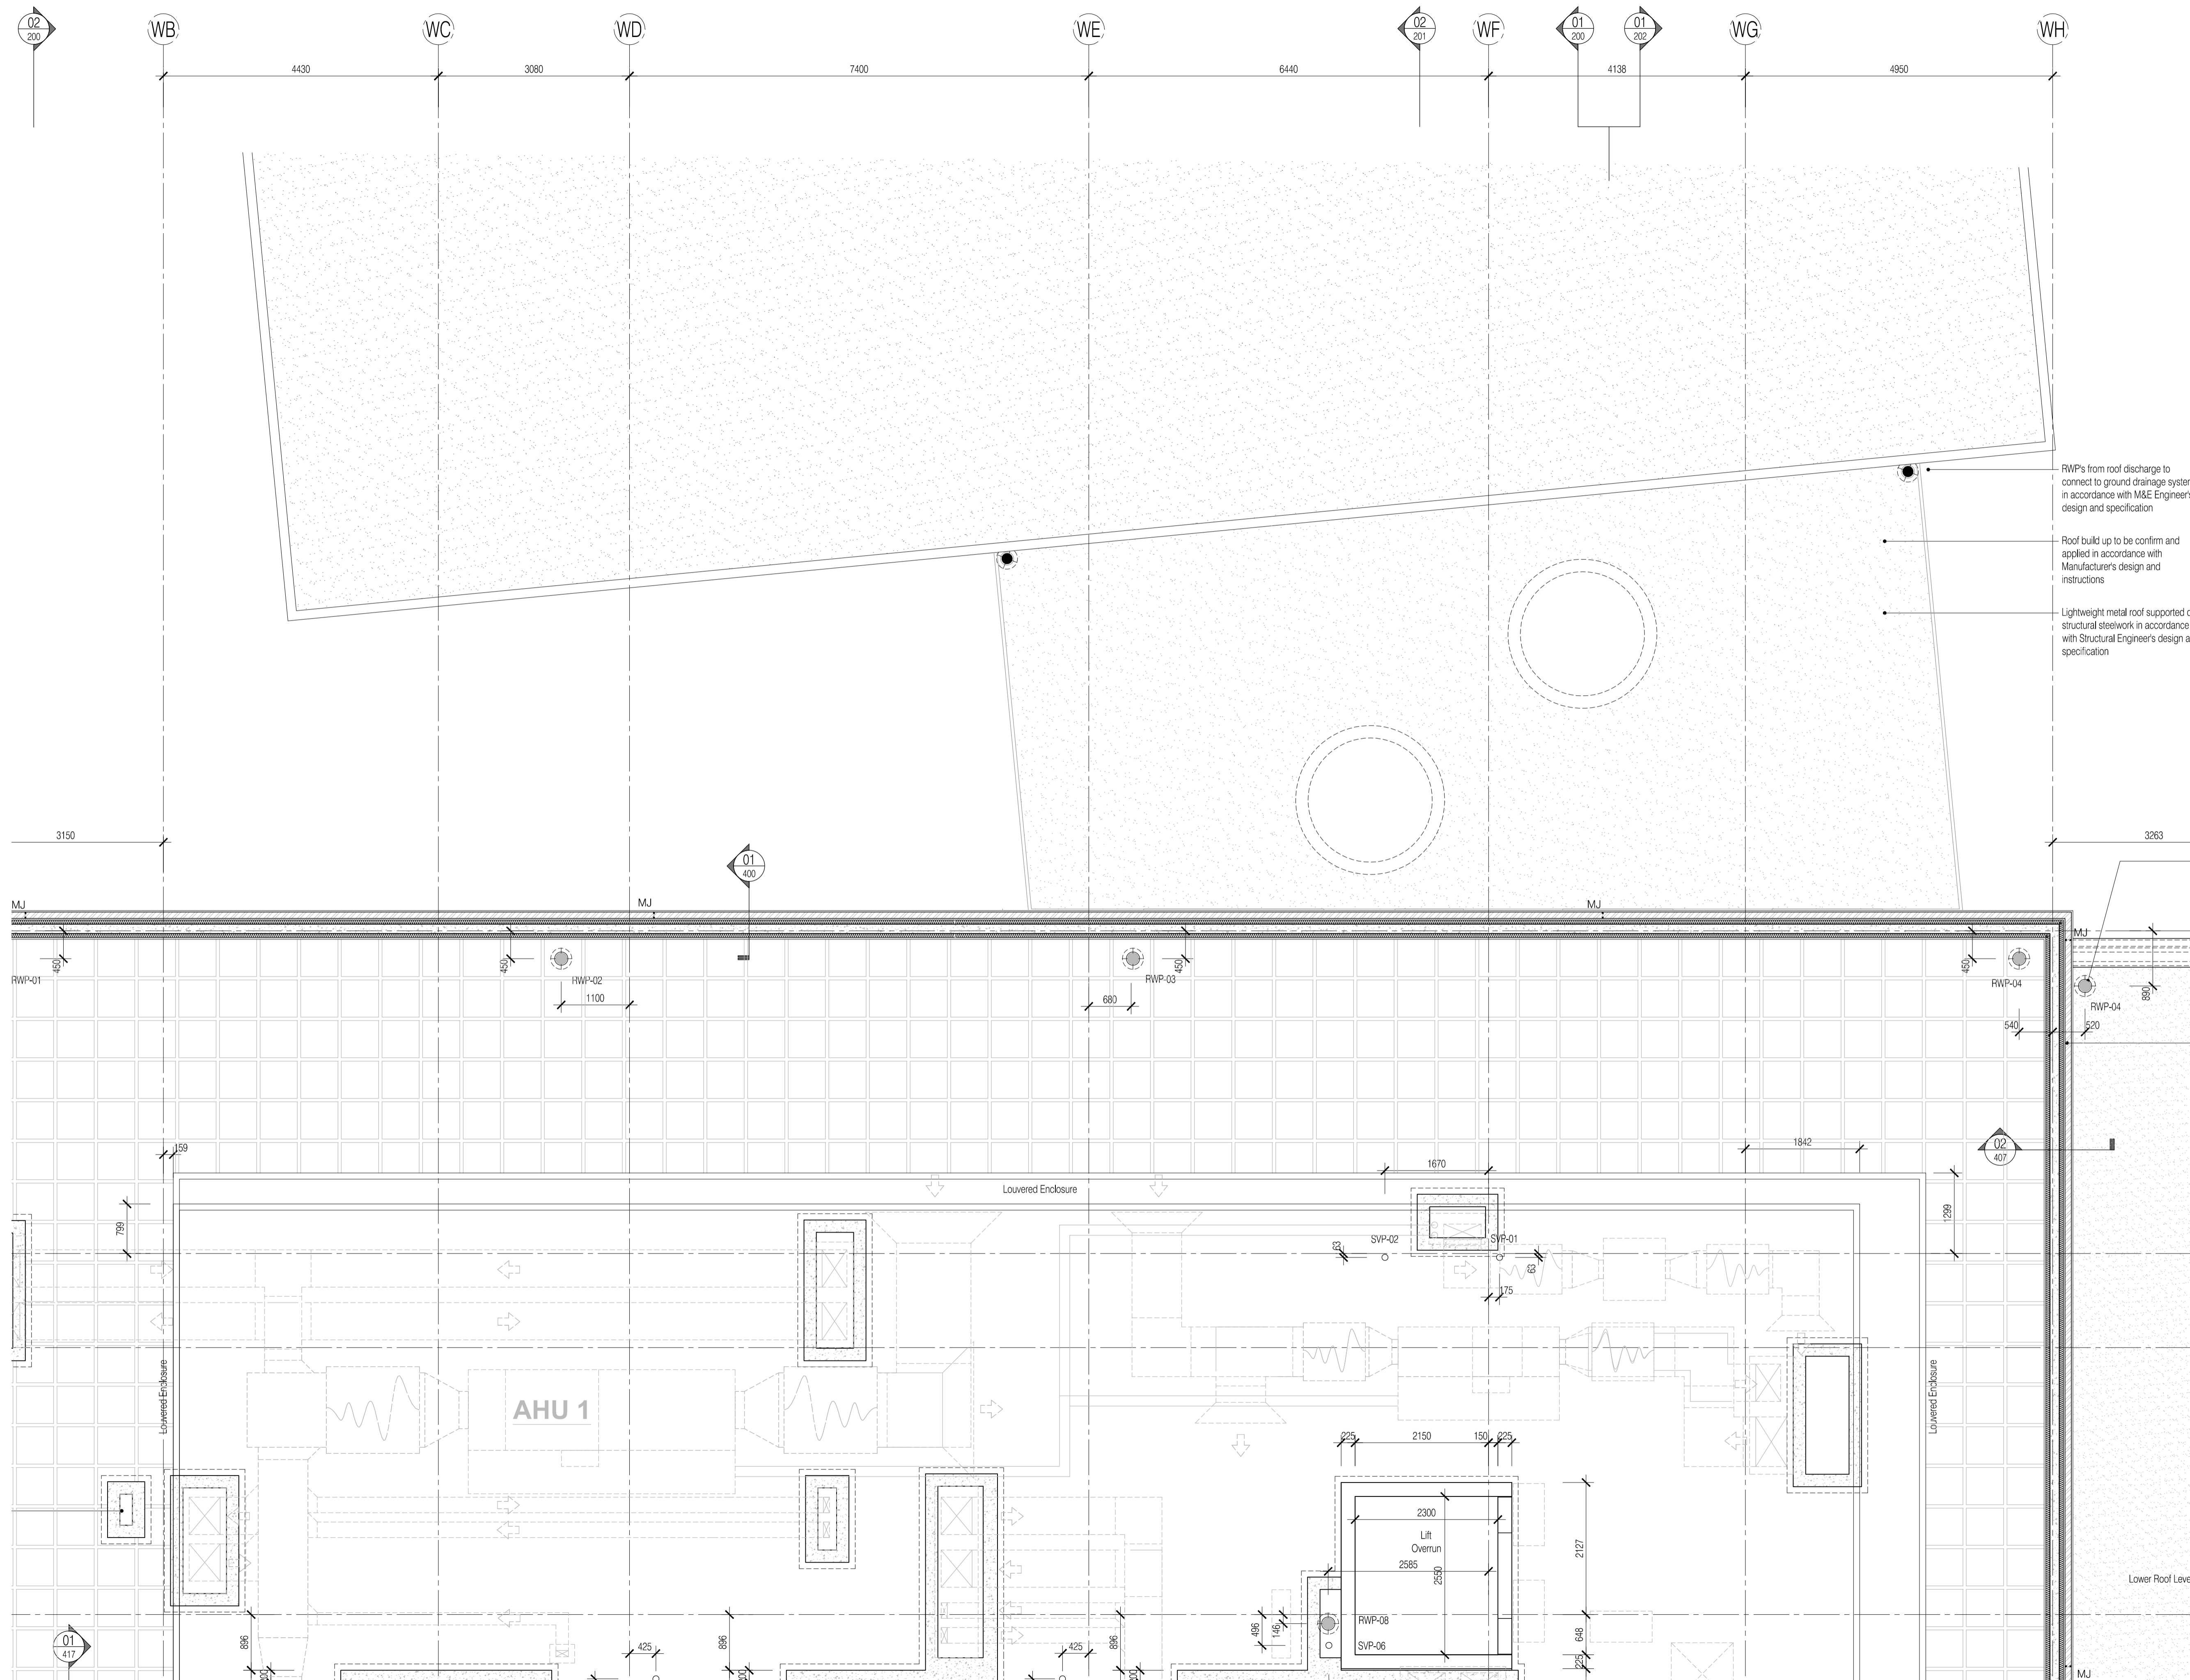 02
200
WB
WC
WD
WE
02
201
WF
01
200
01
202
WG
WH
4430
3080
7400
6440
4138
4950
RWP's from roof discharge to
connect to ground drainage
in accordance with M&E
design and specification
Roof build up to be confirm and
applied in accordance with
Manufacturer's design and
instructions
Lightweight metal roof supported
structural steelwork in accordance
with Structural Engineer's design
specification
3150
3263
01
400
MJ
MJ
MJ
MJ
450
450
450
450
890
RWP-01
RWP-02
RWP-03
RWP-04
RWP-04
1100
680
540
520
159
1842
02
407
1670
Louvered Enclosure
799
1299
63
SVP-02
SVP-01
63
175
Louvered Enclosure
Louvered Enclosure
AHU 1
225
2150
150
225
2300
Lift
Overrun
2585
2550
2127
Lower Roof
RWP-08
SVP-06
496
146
648
225
01
417
896
425
896
425
896
MJ